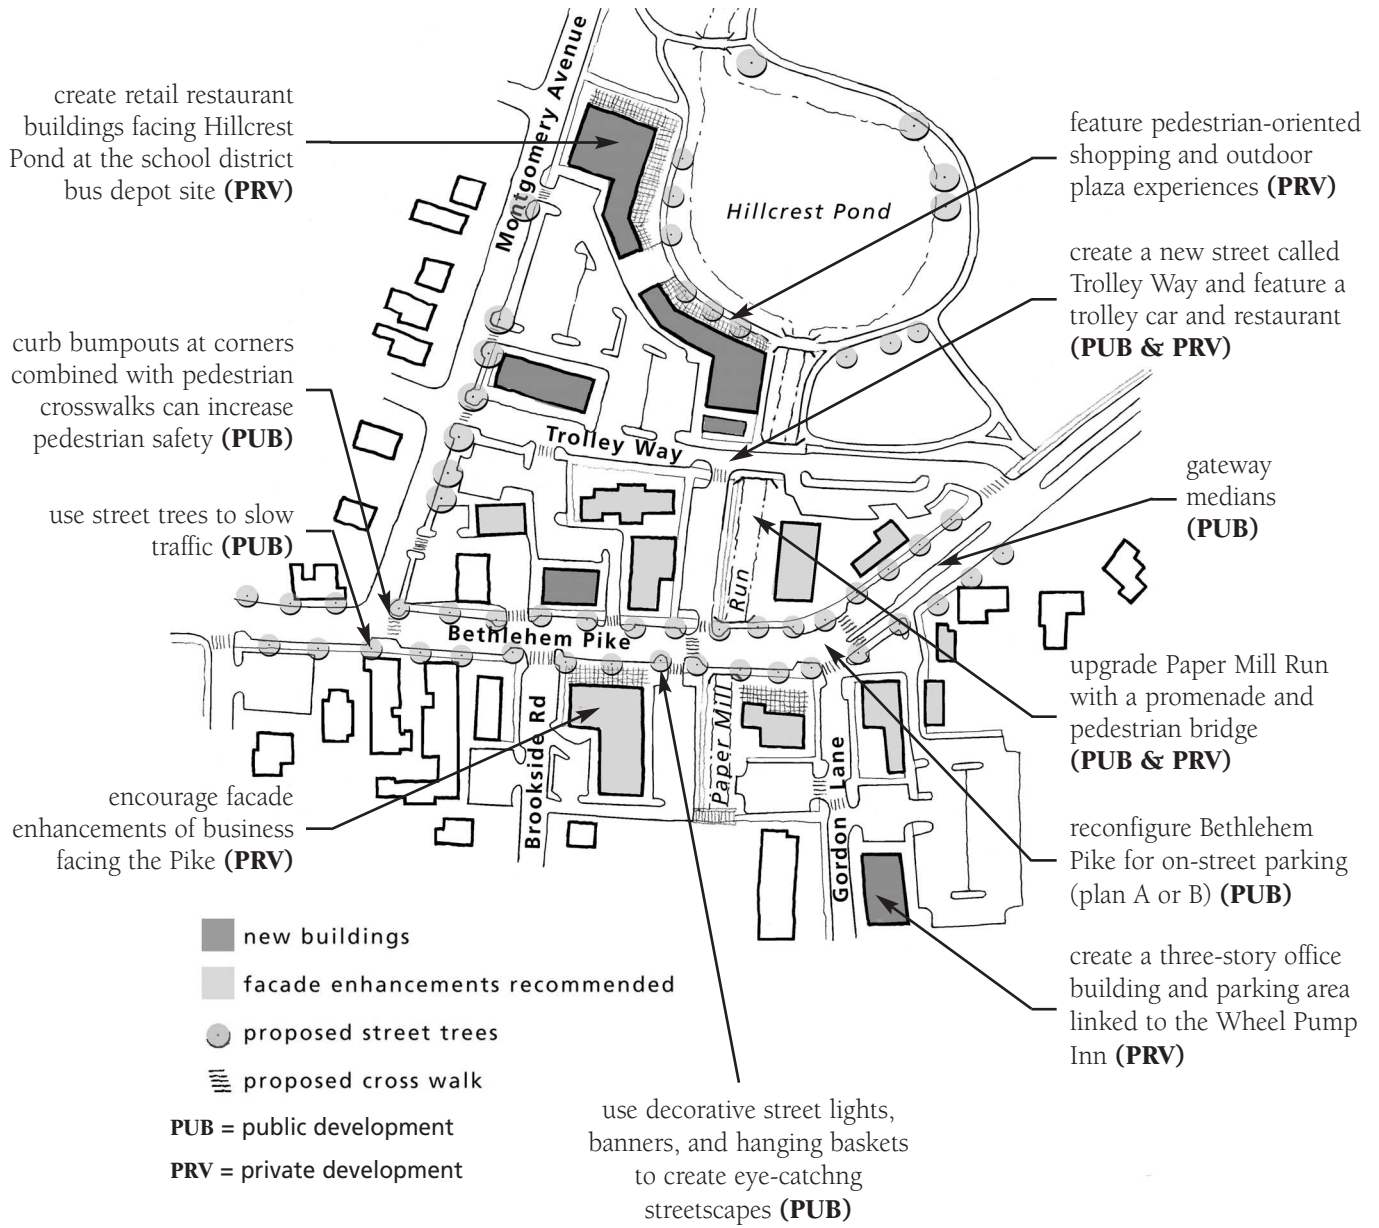 create retail restaurant
buildings facing Hillcrest
Pond at the school district
bus depot site (PRV)
curb bumpouts at corners
combined with pedestrian
crosswalks can increase
pedestrian safety (PUB)
use street trees to slow
traffic (PUB)
encourage facade
enhancements of business
facing the Pike (PRV)
Montgomery Avenue
Hillcrest Pond
Trolley Way
Run
Bethlehem Pike
Brookside Rd
Paper Mill
Gordon Lane
feature pedestrian-oriented
shopping and outdoor
plaza experiences (PRV)
create a new street called
Trolley Way and feature a
trolley car and restaurant
(PUB & PRV)
gateway
medians
(PUB)
upgrade Paper Mill Run
with a promenade and
pedestrian bridge
(PUB & PRV)
reconfigure Bethlehem
Pike for on-street parking
(plan A or B) (PUB)
create a three-story office
building and parking area
linked to the Wheel Pump
Inn (PRV)
new buildings
facade enhancements recommended
proposed street trees
proposed cross walk
PUB = public development
PRV = private development
use decorative street lights,
banners, and hanging baskets
to create eye-catchng
streetscapes (PUB)